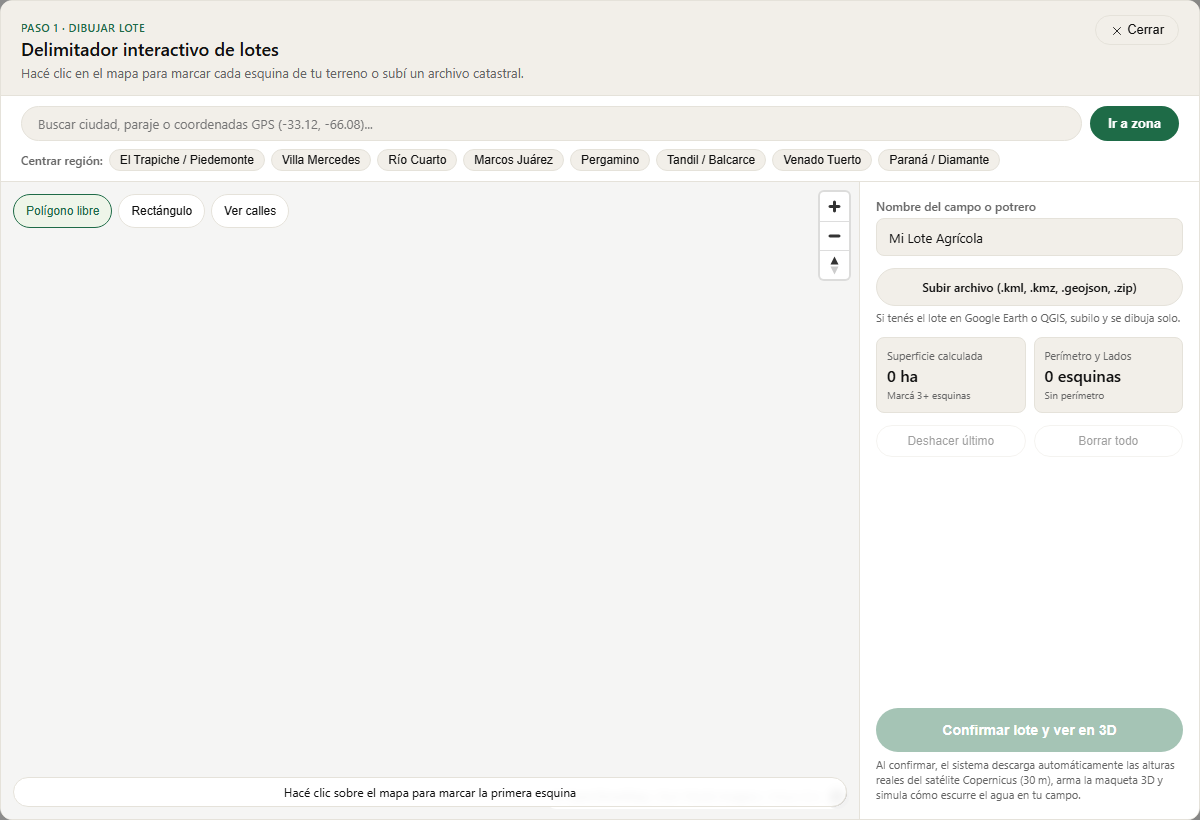 PASO 1 · DIBUJAR LOTE
Delimitador interactivo de lotes
Hacé clic en el mapa para marcar cada esquina de tu terreno o subí un archivo catastral.
Cerrar
Buscar ciudad, paraje o coordenadas GPS (-33.12, -66.08)...
Ir a zona
Centrar región:
El Trapiche / Piedemonte
Villa Mercedes
Río Cuarto
Marcos Juárez
Pergamino
Tandil / Balcarce
Venado Tuerto
Paraná / Diamante
Polígono libre
Rectángulo
Ver calles
Hacé clic sobre el mapa para marcar la primera esquina
Nombre del campo o potrero
Mi Lote Agrícola
Subir archivo (.kml, .kmz, .geojson, .zip)
Si tenés el lote en Google Earth o QGIS, subilo y se dibuja solo.
Superficie calculada
0 ha
Marcá 3+ esquinas
Perímetro y Lados
0 esquinas
Sin perímetro
Deshacer último
Borrar todo
Confirmar lote y ver en 3D
Al confirmar, el sistema descarga automáticamente las alturas
reales del satélite Copernicus (30 m), arma la maqueta 3D y
simula cómo escurre el agua en tu campo.